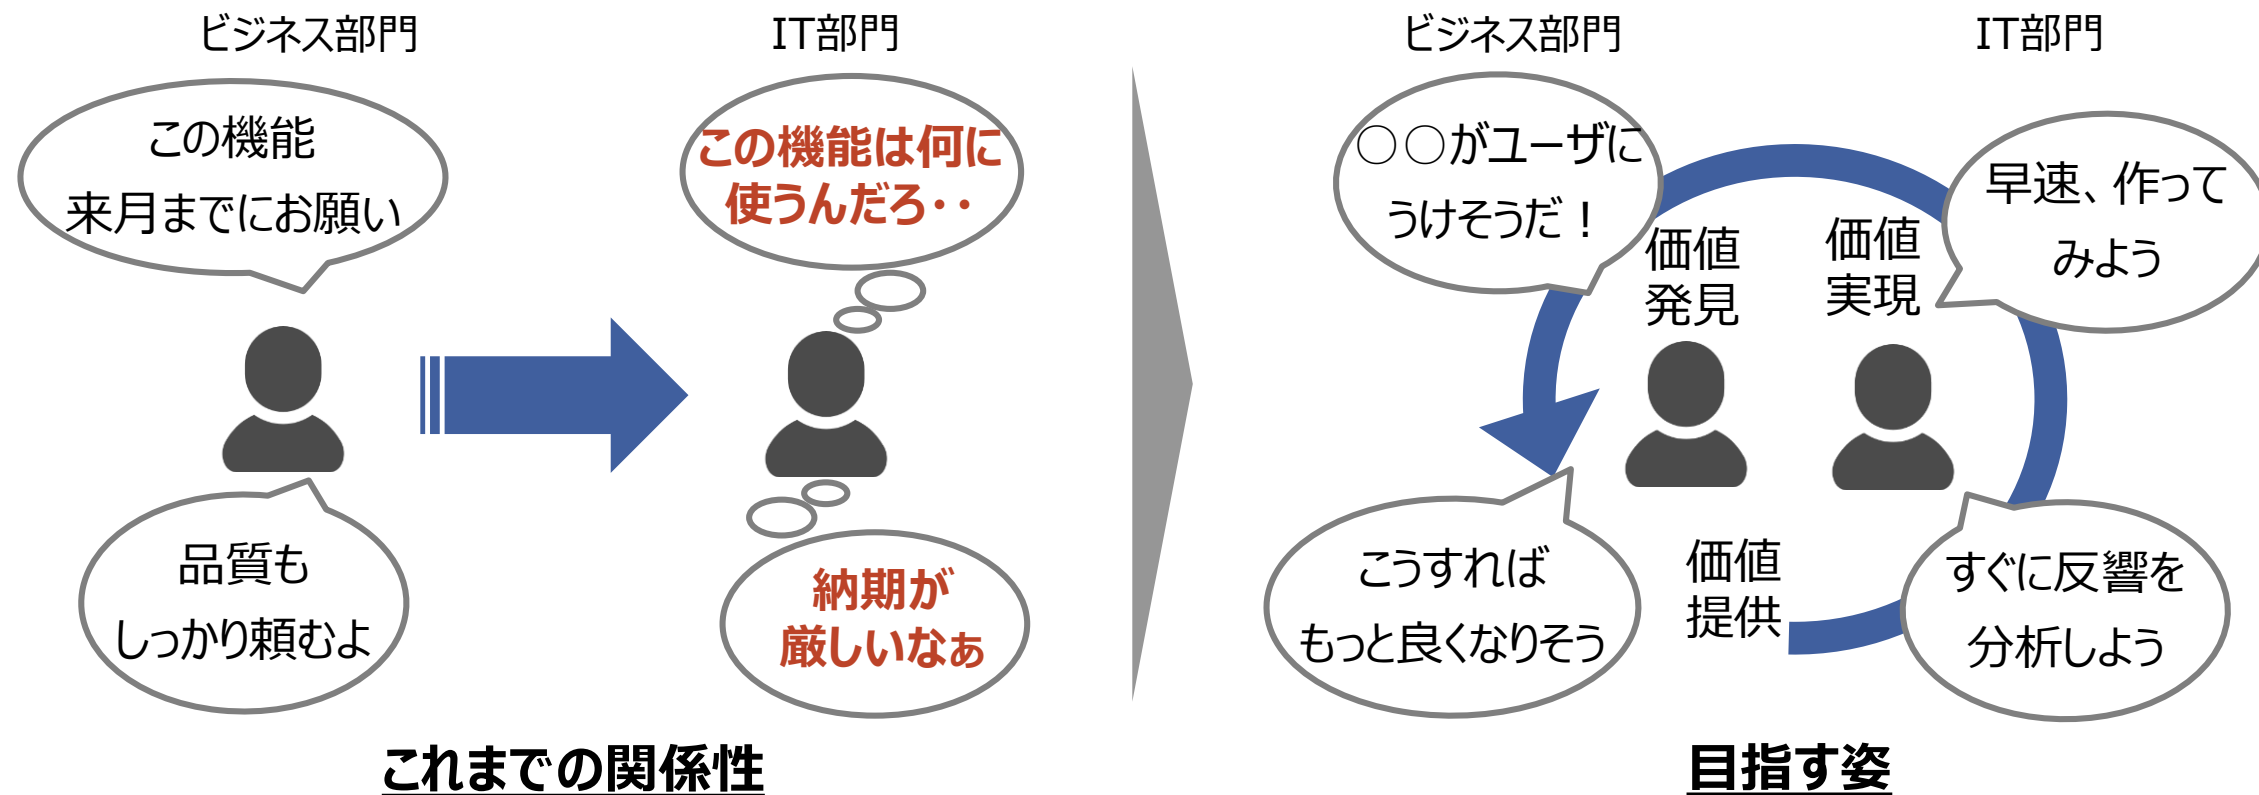 ビジネス部門
IT部門
この機能
来月までにお願い
この機能は何に
使うんだろ・・
品質も
しっかり頼むよ
納期が
厳しいなぁ
これまでの関係性
ビジネス部門
IT部門
○○がユーザに
うけそうだ！
早速、作って
みよう
価値
発見
価値
実現
こうすれば
もっと良くなりそう
価値
提供
すぐに反響を
分析しよう
目指す姿